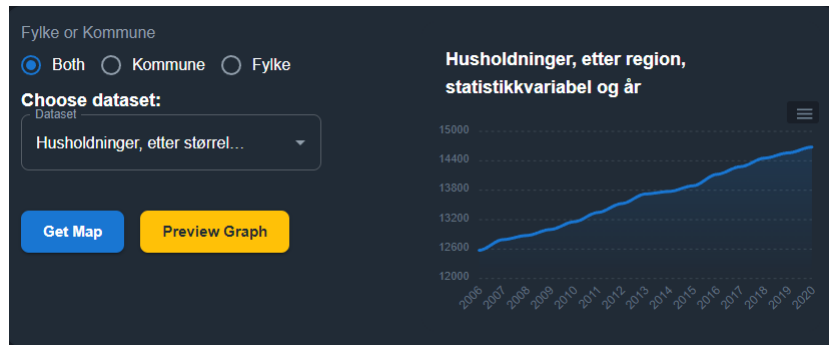 Fylke or Kommune
Both Kommune Fylke
Choose dataset:
Dataset
Husholdninger, etter størrel...
Get Map Preview Graph
Husholdninger, etter region,
statistikkvariabel og år
15000
14400
13800
13200
12600
12000
2006 2007 2008 2009 2010 2011 2012 2013 2014 2015 2016 2017 2018 2019 2020